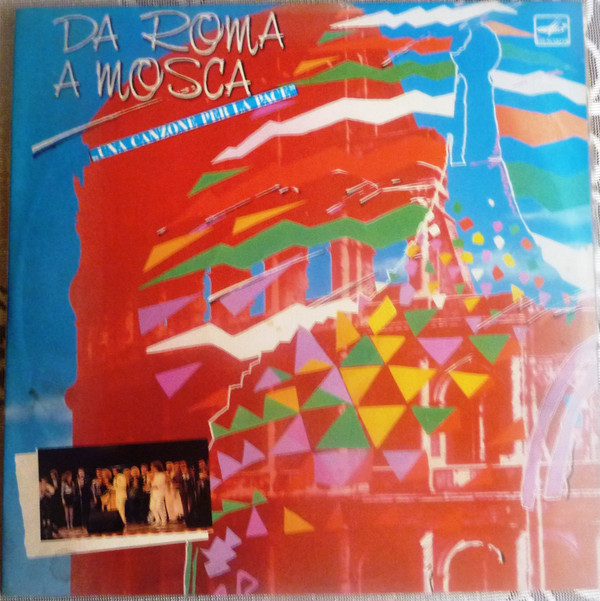 DA ROMA
A MOSCA
„UNA CANZONE PER LA PACE"